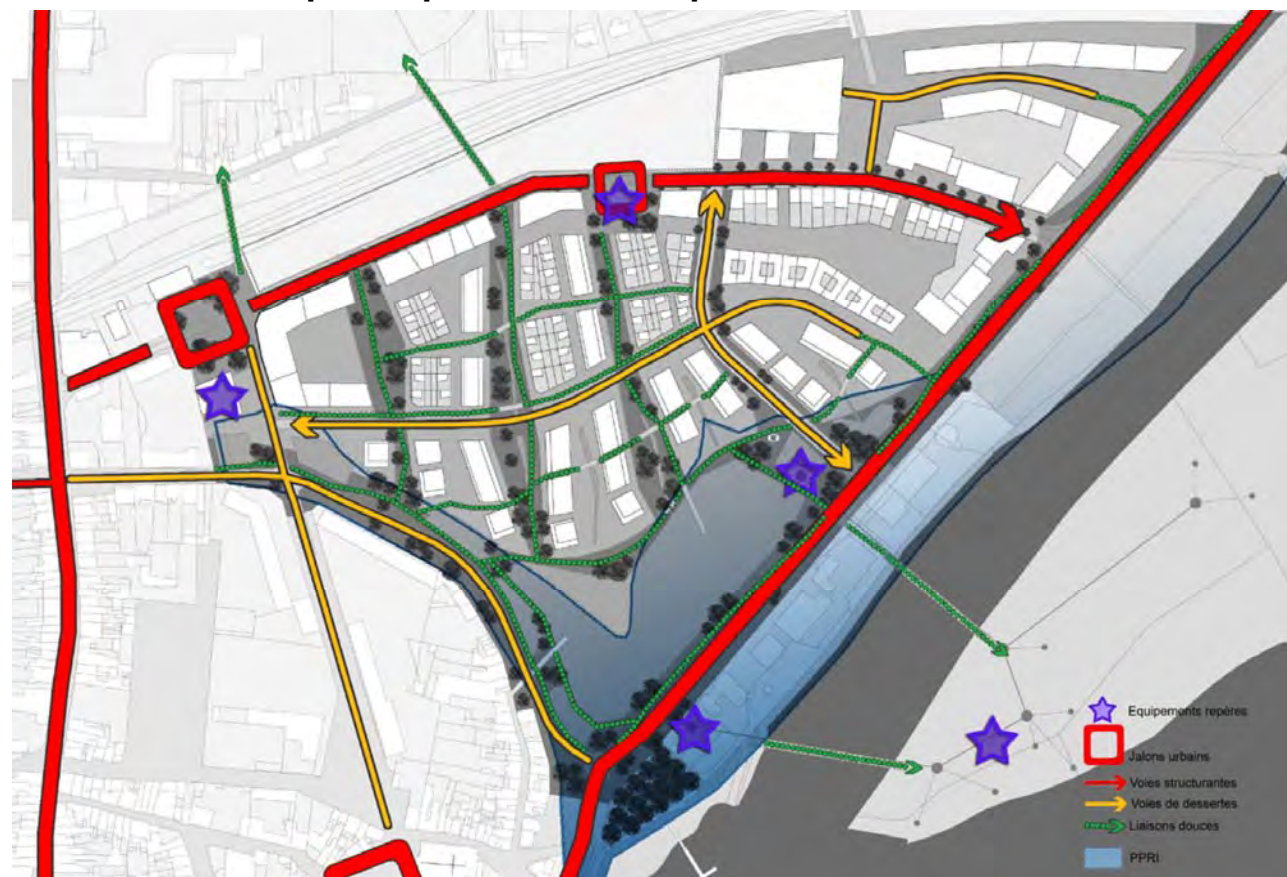 Equipements repères
Jalons urbains
Voies structurantes
Voies de dessertes
Liaisons douces
PPRI